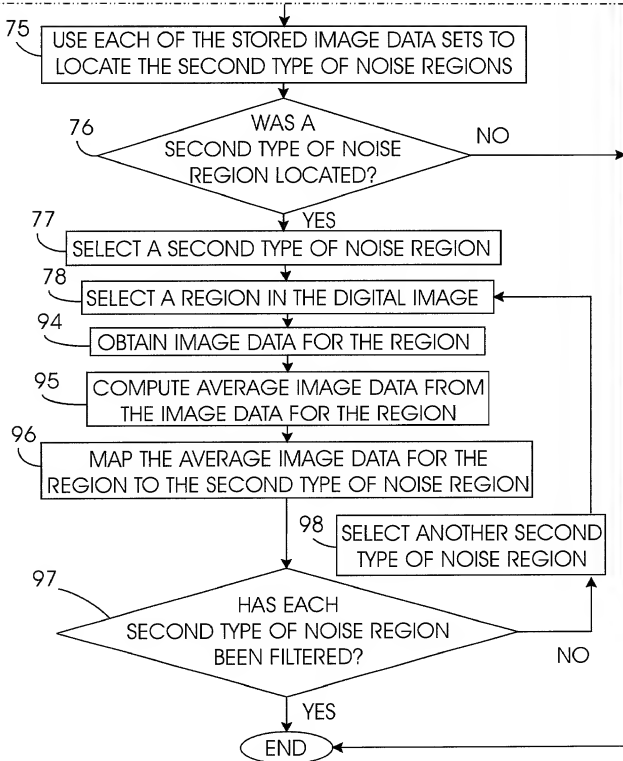 75
USE EACH OF THE STORED IMAGE DATA SETS TO
LOCATE THE SECOND TYPE OF NOISE REGIONS
76
WAS A
SECOND TYPE OF NOISE
REGION LOCATED?
NO
YES
77
SELECT A SECOND TYPE OF NOISE REGION
78
SELECT A REGION IN THE DIGITAL IMAGE
94
OBTAIN IMAGE DATA FOR THE REGION
95
COMPUTE AVERAGE IMAGE DATA FROM
THE IMAGE DATA FOR THE REGION
96
MAP THE AVERAGE IMAGE DATA FOR THE
REGION TO THE SECOND TYPE OF NOISE REGION
98
SELECT ANOTHER SECOND
TYPE OF NOISE REGION
97
HAS EACH
SECOND TYPE OF NOISE REGION
BEEN FILTERED?
NO
YES
END